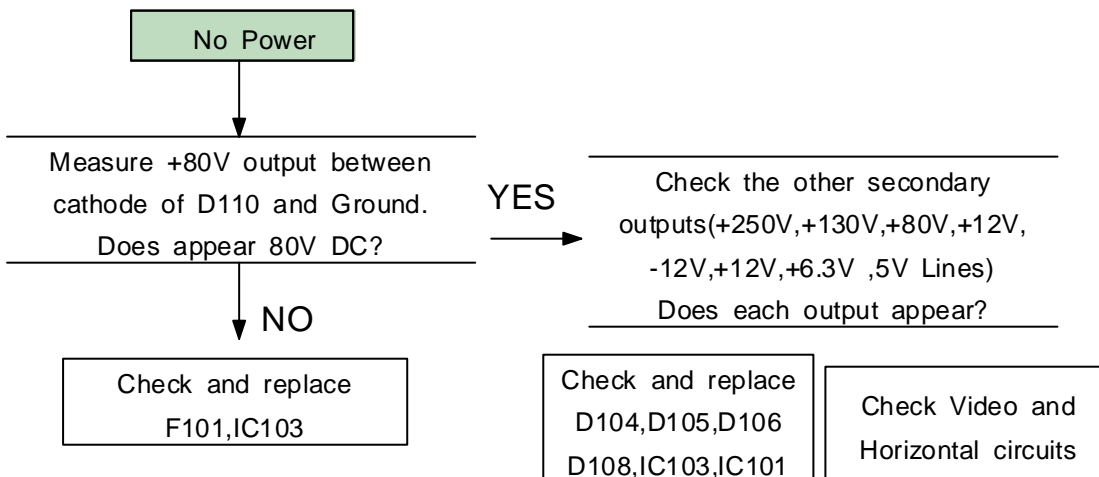 No Power
Measure +80V output between
cathode of D110 and Ground.
Does appear 80V DC?
YES
Check the other secondary
outputs(+250V,+130V,+80V,+12V,
-12V,+12V,+6.3V ,5V Lines)
Does each output appear?
NO
Check and replace
F101,IC103
Check and replace
D104,D105,D106
D108,IC103,IC101
Check Video and
Horizontal circuits